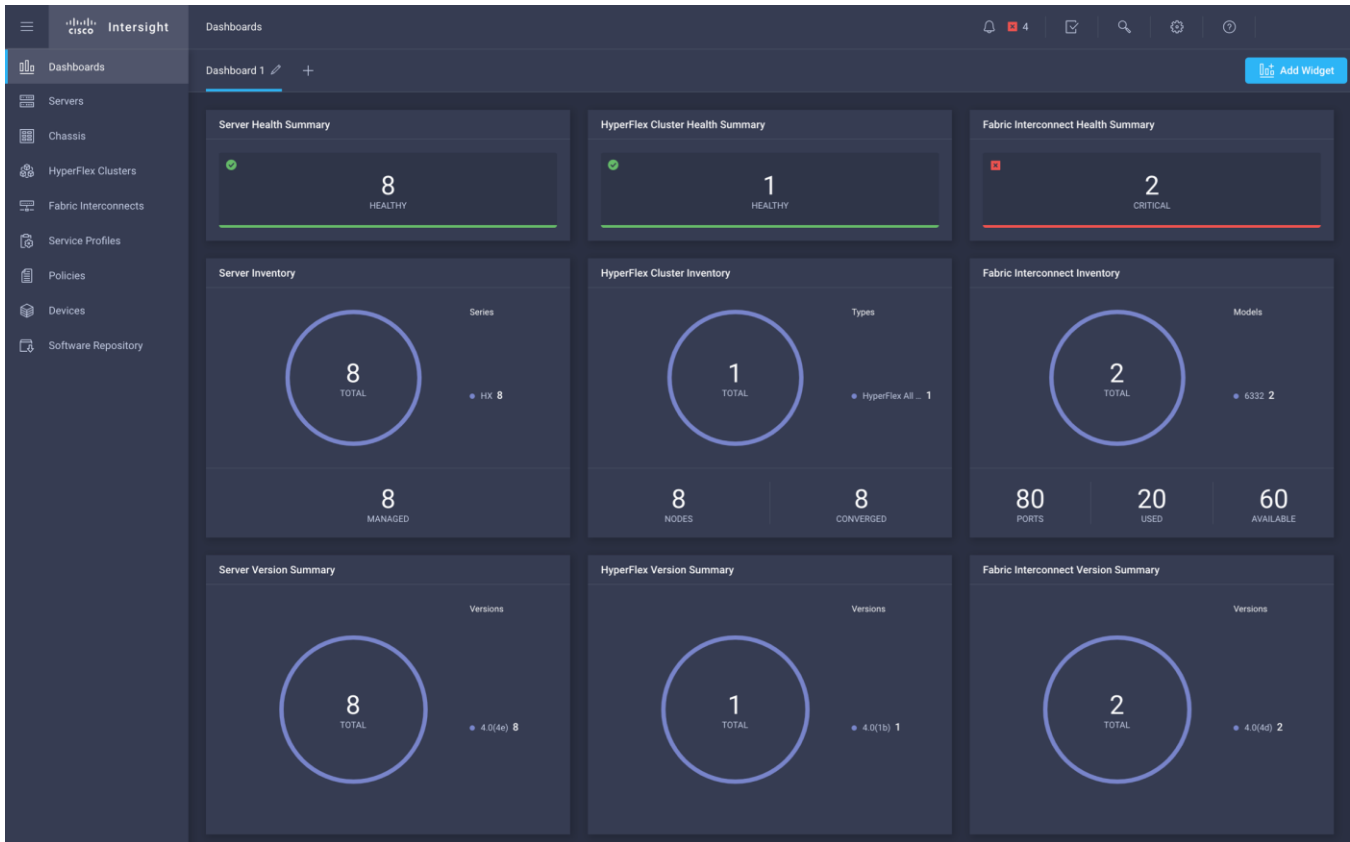 cisco Intersight
Dashboards
4
Dashboards
Servers
Chassis
HyperFlex Clusters
Fabric Interconnects
Service Profiles
Policies
Devices
Software Repository
Dashboard 1
+
Add Widget
Server Health Summary
8
HEALTHY
HyperFlex Cluster Health Summary
1
HEALTHY
Fabric Interconnect Health Summary
2
CRITICAL
Server Inventory
Series
8
TOTAL
HX 8
8
MANAGED
HyperFlex Cluster Inventory
Types
1
TOTAL
HyperFlex All ... 1
8
NODES
8
CONVERGED
Fabric Interconnect Inventory
Models
2
TOTAL
6332 2
80
PORTS
20
USED
60
AVAILABLE
Server Version Summary
Versions
8
TOTAL
4.0(4e) 8
HyperFlex Version Summary
Versions
1
TOTAL
4.0(1b) 1
Fabric Interconnect Version Summary
Versions
2
TOTAL
4.0(4d) 2